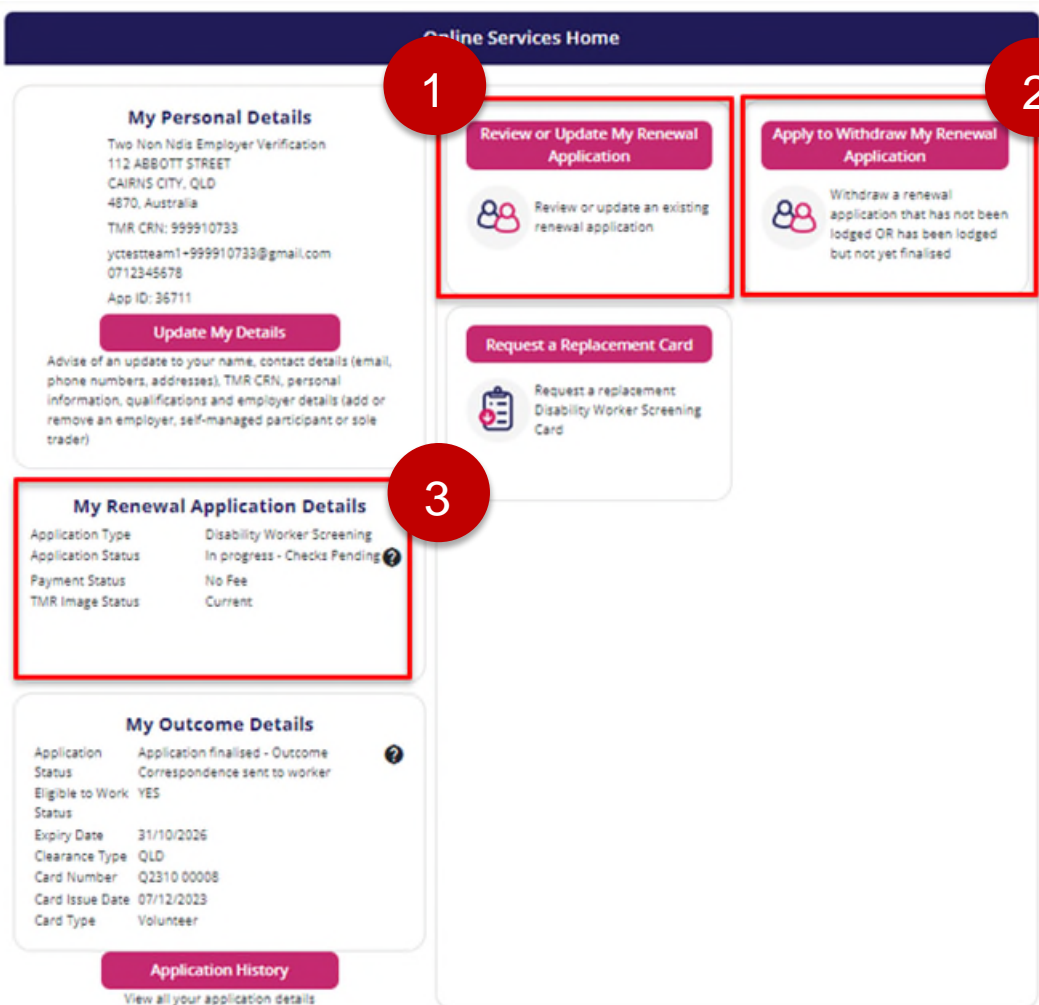 Online Services Home
1
2
My Personal Details
Two Non Ndis Employer Verification
112 ABBOTT STREET
CAIRNS CITY, QLD
4870, Australia
TMR CRN: 999910733
yctestteam1+999910733@gmail.com
0712345678
App ID: 36711
Update My Details
Advise of an update to your name, contact details (email,
phone numbers, addresses), TMR CRN, personal
information, qualifications and employer details (add or
remove an employer, self-managed participant or sole
trader)
Review or Update My Renewal
Application
Review or update an existing
renewal application
Apply to Withdraw My Renewal
Application
Withdraw a renewal
application that has not been
lodged OR has been lodged
but not yet finalised
Request a Replacement Card
Request a replacement
Disability Worker Screening
Card
3
My Renewal Application Details
Application Type Disability Worker Screening
Application Status In progress - Checks Pending ?
Payment Status No Fee
TMR Image Status Current
My Outcome Details
Application Application finalised - Outcome ?
Status Correspondence sent to worker
Eligible to Work YES
Status
Expiry Date 31/10/2026
Clearance Type QLD
Card Number Q2310 00008
Card Issue Date 07/12/2023
Card Type Volunteer
Application History
View all your application details